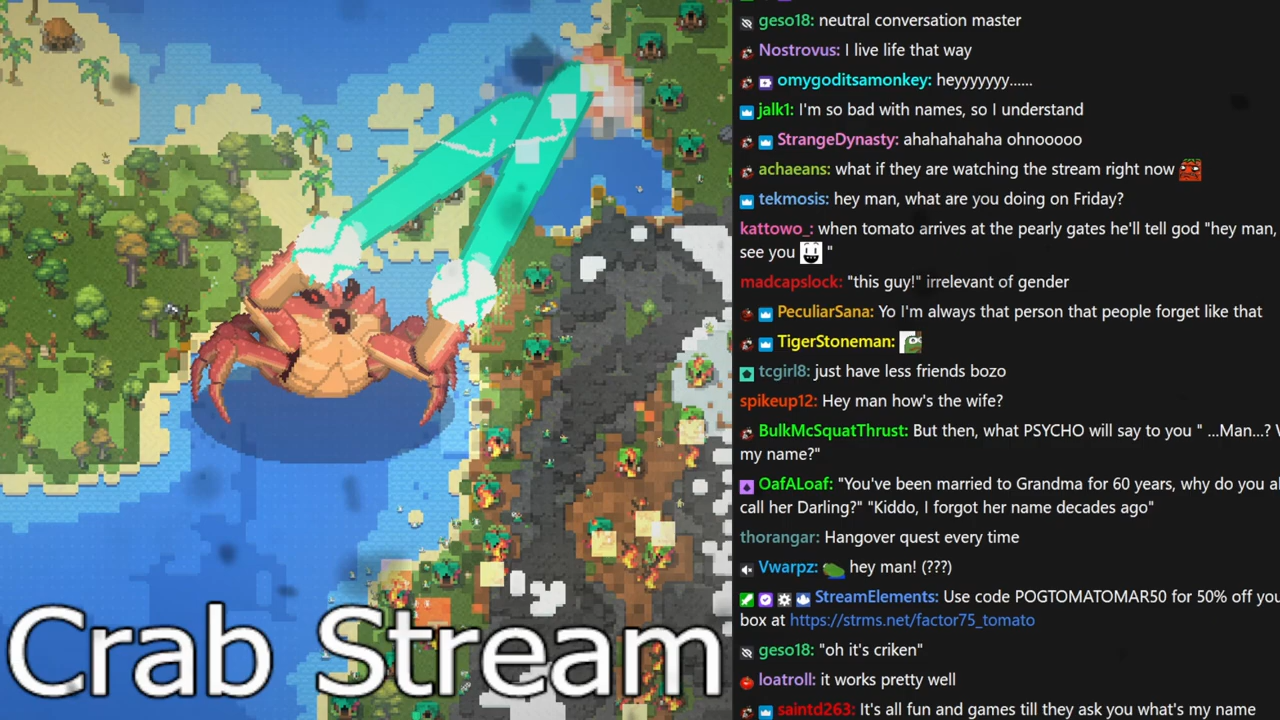 geso18: neutral conversation master
Nostrovus: I live life that way
omygoditsamonkey: heyyyyyy......
jalk1: I'm so bad with names, so I understand
StrangeDynasty: ahahahahaha ohnooooo
achaeans: what if they are watching the stream right now
tekmosis: hey man, what are you doing on Friday?
kattowo_: when tomato arrives at the pearly gates he'll tell god "hey man,
see you "
madcapslock: "this guy!" irrelevant of gender
PeculiarSana: Yo I'm always that person that people forget like that
TigerStoneman:
tcgirl8: just have less friends bozo
spikeup12: Hey man how's the wife?
BulkMcSquatThrust: But then, what PSYCHO will say to you " ...Man...?
my name?"
OafALoaf: "You've been married to Grandma for 60 years, why do you
call her Darling?" "Kiddo, I forgot her name decades ago"
thorangar: Hangover quest every time
Vwarpz: hey man! (???)
StreamElements: Use code POGTOMATOMAR50 for 50% off
box at https://strms.net/factor75_tomato
geso18: "oh it's criken"
loatroll: it works pretty well
saintd263: It's all fun and games till they ask you what's my name
Crab Stream